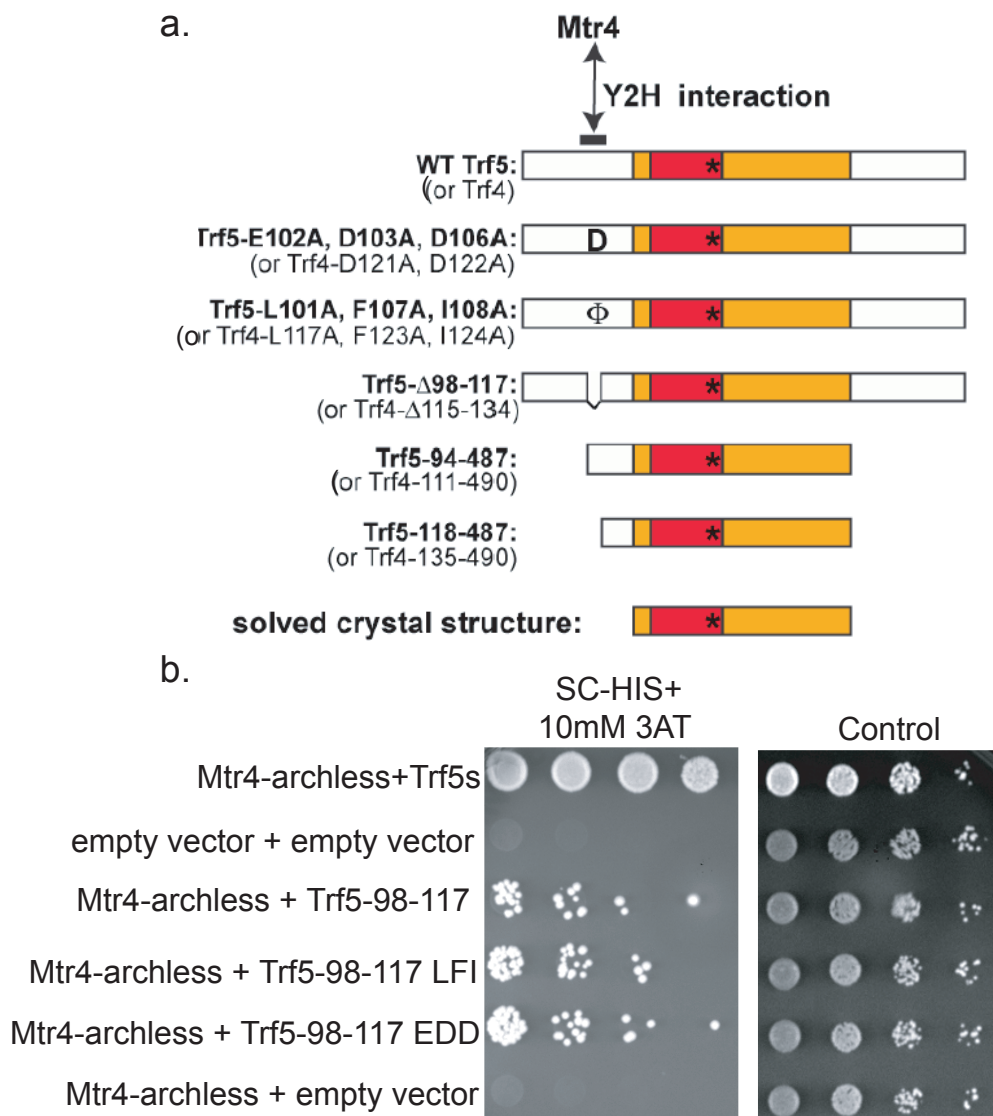 a.
Mtr4
Y2H interaction
WT Trf5:
(or Trf4)
*
Trf5-E102A, D103A, D106A:
(or Trf4-D121A, D122A)
D
*
Trf5-L101A, F107A, I108A:
(or Trf4-L117A, F123A, I124A)
Φ
*
Trf5-Δ98-117:
(or Trf4-Δ115-134)
*
Trf5-94-487:
(or Trf4-111-490)
*
Trf5-118-487:
(or Trf4-135-490)
*
solved crystal structure:
*
b.
SC-HIS+
10mM 3AT
Control
Mtr4-archless+Trf5s
empty vector + empty vector
Mtr4-archless + Trf5-98-117
Mtr4-archless + Trf5-98-117 LFI
Mtr4-archless + Trf5-98-117 EDD
Mtr4-archless + empty vector